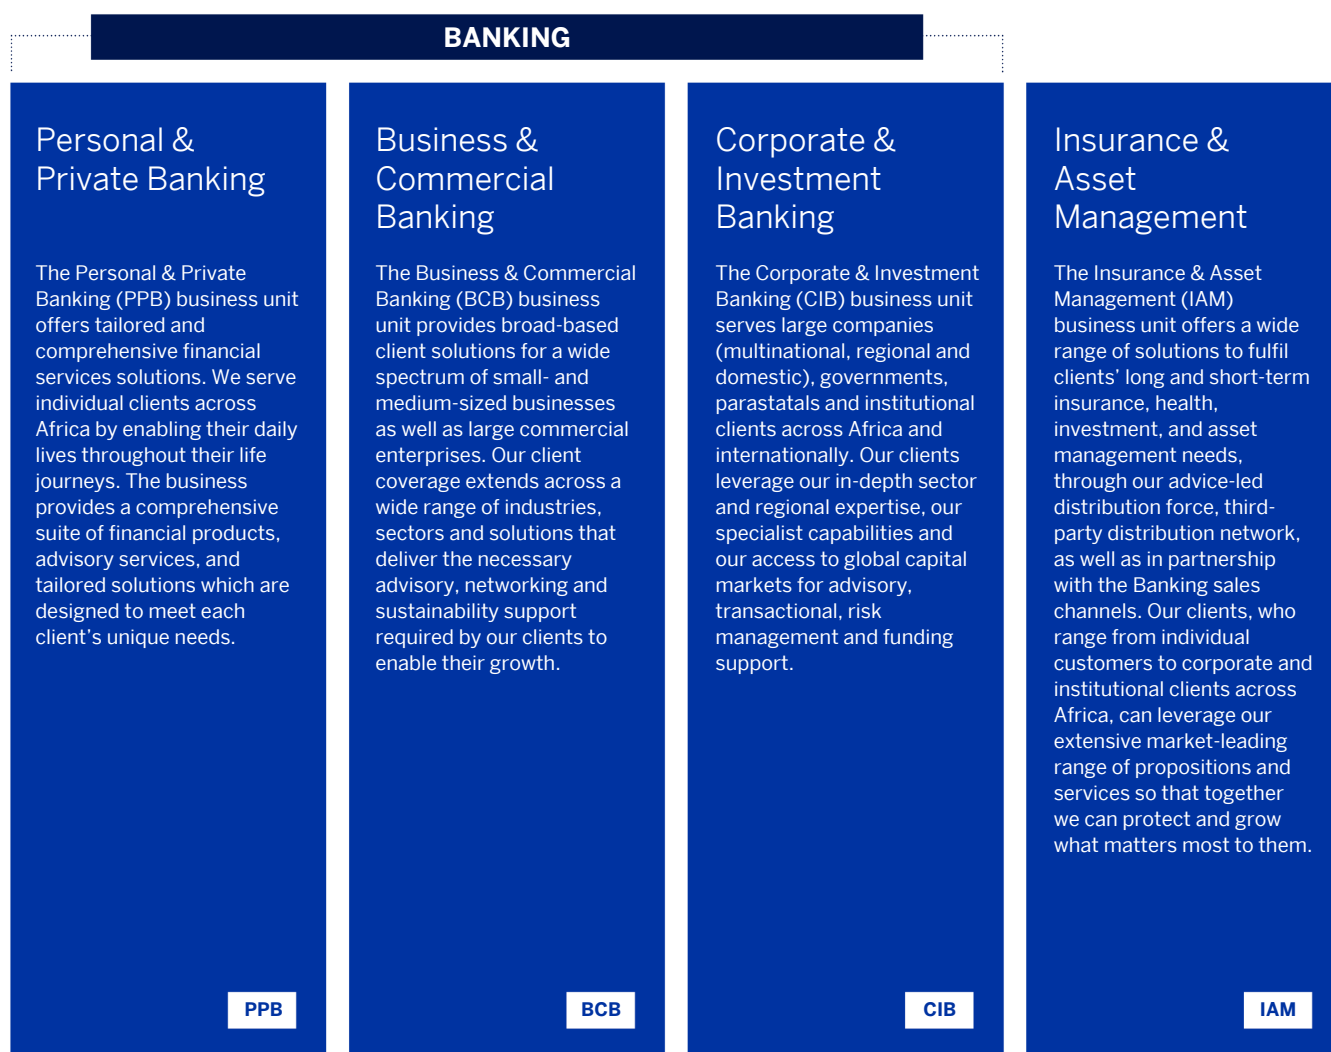 BANKING
Personal &
Private Banking
The Personal & Private
Banking (PPB) business unit
offers tailored and
comprehensive financial
services solutions. We serve
individual clients across
Africa by enabling their daily
lives throughout their life
journeys. The business
provides a comprehensive
suite of financial products,
advisory services, and
tailored solutions which are
designed to meet each
client's unique needs.
PPB
Business &
Commercial
Banking
The Business & Commercial
Banking (BCB) business
unit provides broad-based
client solutions for a wide
spectrum of small- and
medium-sized businesses
as well as large commercial
enterprises. Our client
coverage extends across a
wide range of industries,
sectors and solutions that
deliver the necessary
advisory, networking and
sustainability support
required by our clients to
enable their growth.
BCB
Corporate &
Investment
Banking
The Corporate & Investment
Banking (CIB) business unit
serves large companies
(multinational, regional and
domestic), governments,
parastatals and institutional
clients across Africa and
internationally. Our clients
leverage our in-depth sector
and regional expertise, our
specialist capabilities and
our access to global capital
markets for advisory,
transactional, risk
management and funding
support.
CIB
Insurance &
Asset
Management
The Insurance & Asset
Management (IAM)
business unit offers a wide
range of solutions to fulfil
clients' long and short-term
insurance, health,
investment, and asset
management needs,
through our advice-led
distribution force, third-
party distribution network,
as well as in partnership
with the Banking sales
channels. Our clients, who
range from individual
customers to corporate and
institutional clients across
Africa, can leverage our
extensive market-leading
range of propositions and
services so that together
we can protect and grow
what matters most to them.
IAM